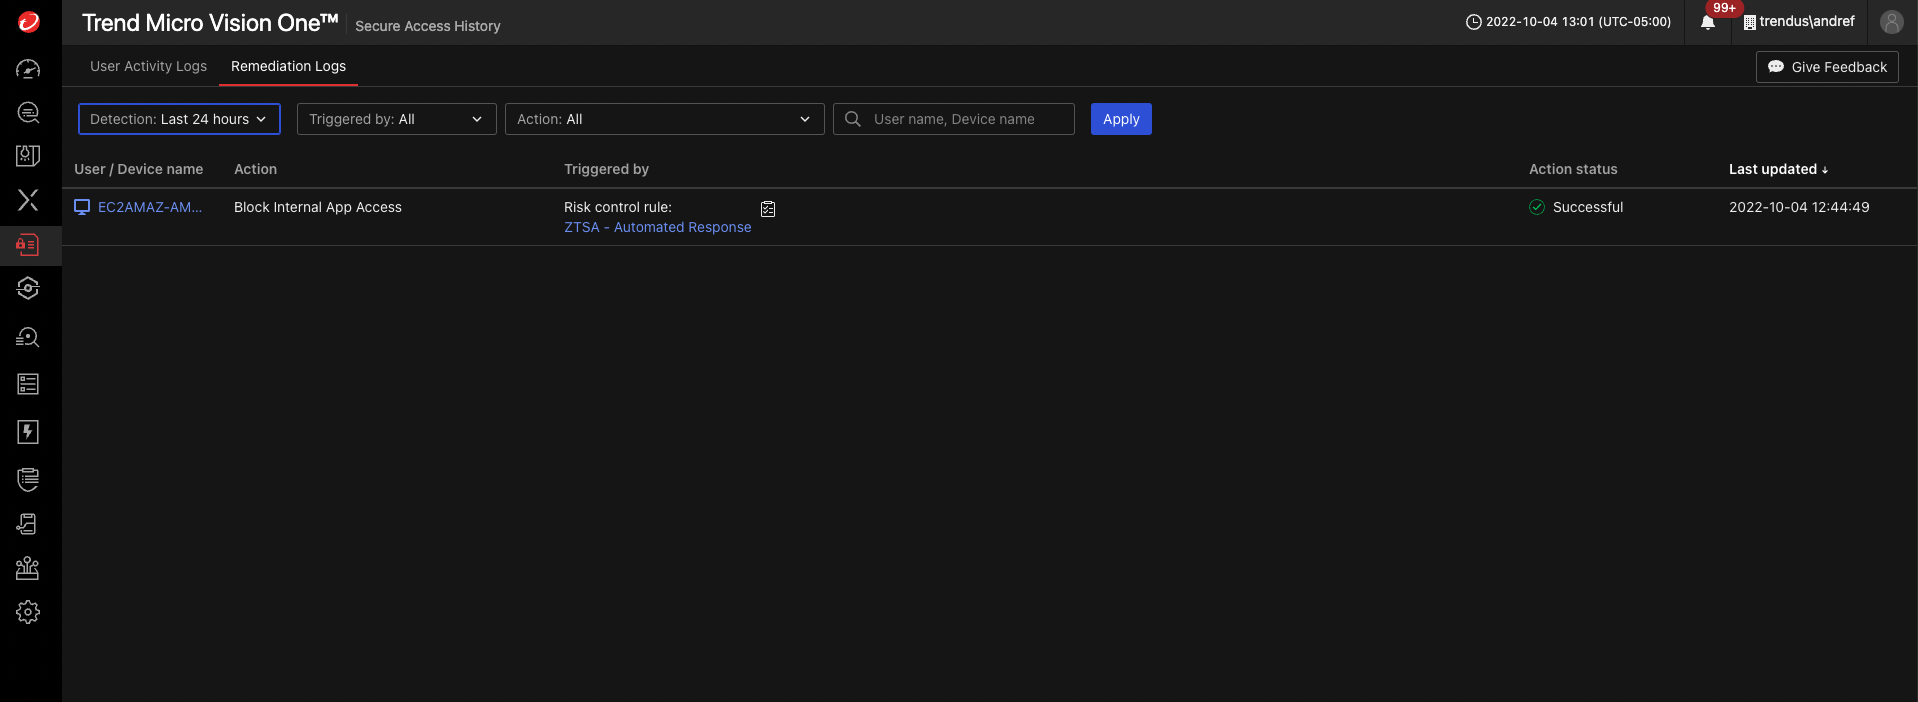 Trend Micro Vision One™ Secure Access History 2022-10-04 13:01 (UTC-05:00) 99+ trendus\andref
User Activity Logs Remediation Logs Give Feedback
Detection: Last 24 hours Triggered by: All Action: All User name, Device name Apply
User / Device name Action Triggered by Action status Last updated ↓
EC2AMAZ-AM... Block Internal App Access Risk control rule: Successful 2022-10-04 12:44:49
ZTSA - Automated Response